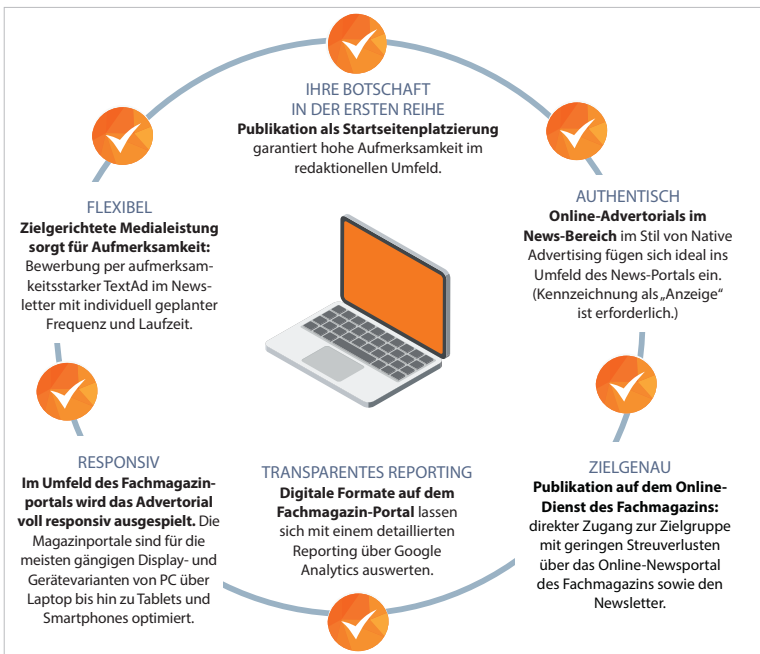 IHRE BOTSCHAFT
IN DER ERSTEN REIHE
Publikation als Startseitenplatzierung
garantiert hohe Aufmerksamkeit im
redaktionellen Umfeld.
FLEXIBEL
Zielgerichtete Medialeistung
sorgt für Aufmerksamkeit:
Bewerbung per aufmerksam-
keitsstarker TextAd im News-
letter mit individuell geplanter
Frequenz und Laufzeit.
AUTHENTISCH
Online-Advertorials im
News-Bereich im Stil von Native
Advertising fügen sich ideal ins
Umfeld des News-Portals ein.
(Kennzeichnung als „Anzeige“
ist erforderlich.)
RESPONSIV
Im Umfeld des Fachmagazin-
portals wird das Advertorial
voll responsiv ausgespielt. Die
Magazinportale sind für die
meisten gängigen Display- und
Gerätevarianten von PC über
Laptop bis hin zu Tablets und
Smartphones optimiert.
TRANSPARENTES REPORTING
Digitale Formate auf dem
Fachmagazin-Portal lassen
sich mit einem detaillierten
Reporting über Google
Analytics auswerten.
ZIELGENAU
Publikation auf dem Online-
Dienst des Fachmagazins:
direkter Zugang zur Zielgruppe
mit geringen Streuverlusten
über das Online-Newsportal
des Fachmagazins sowie den
Newsletter.